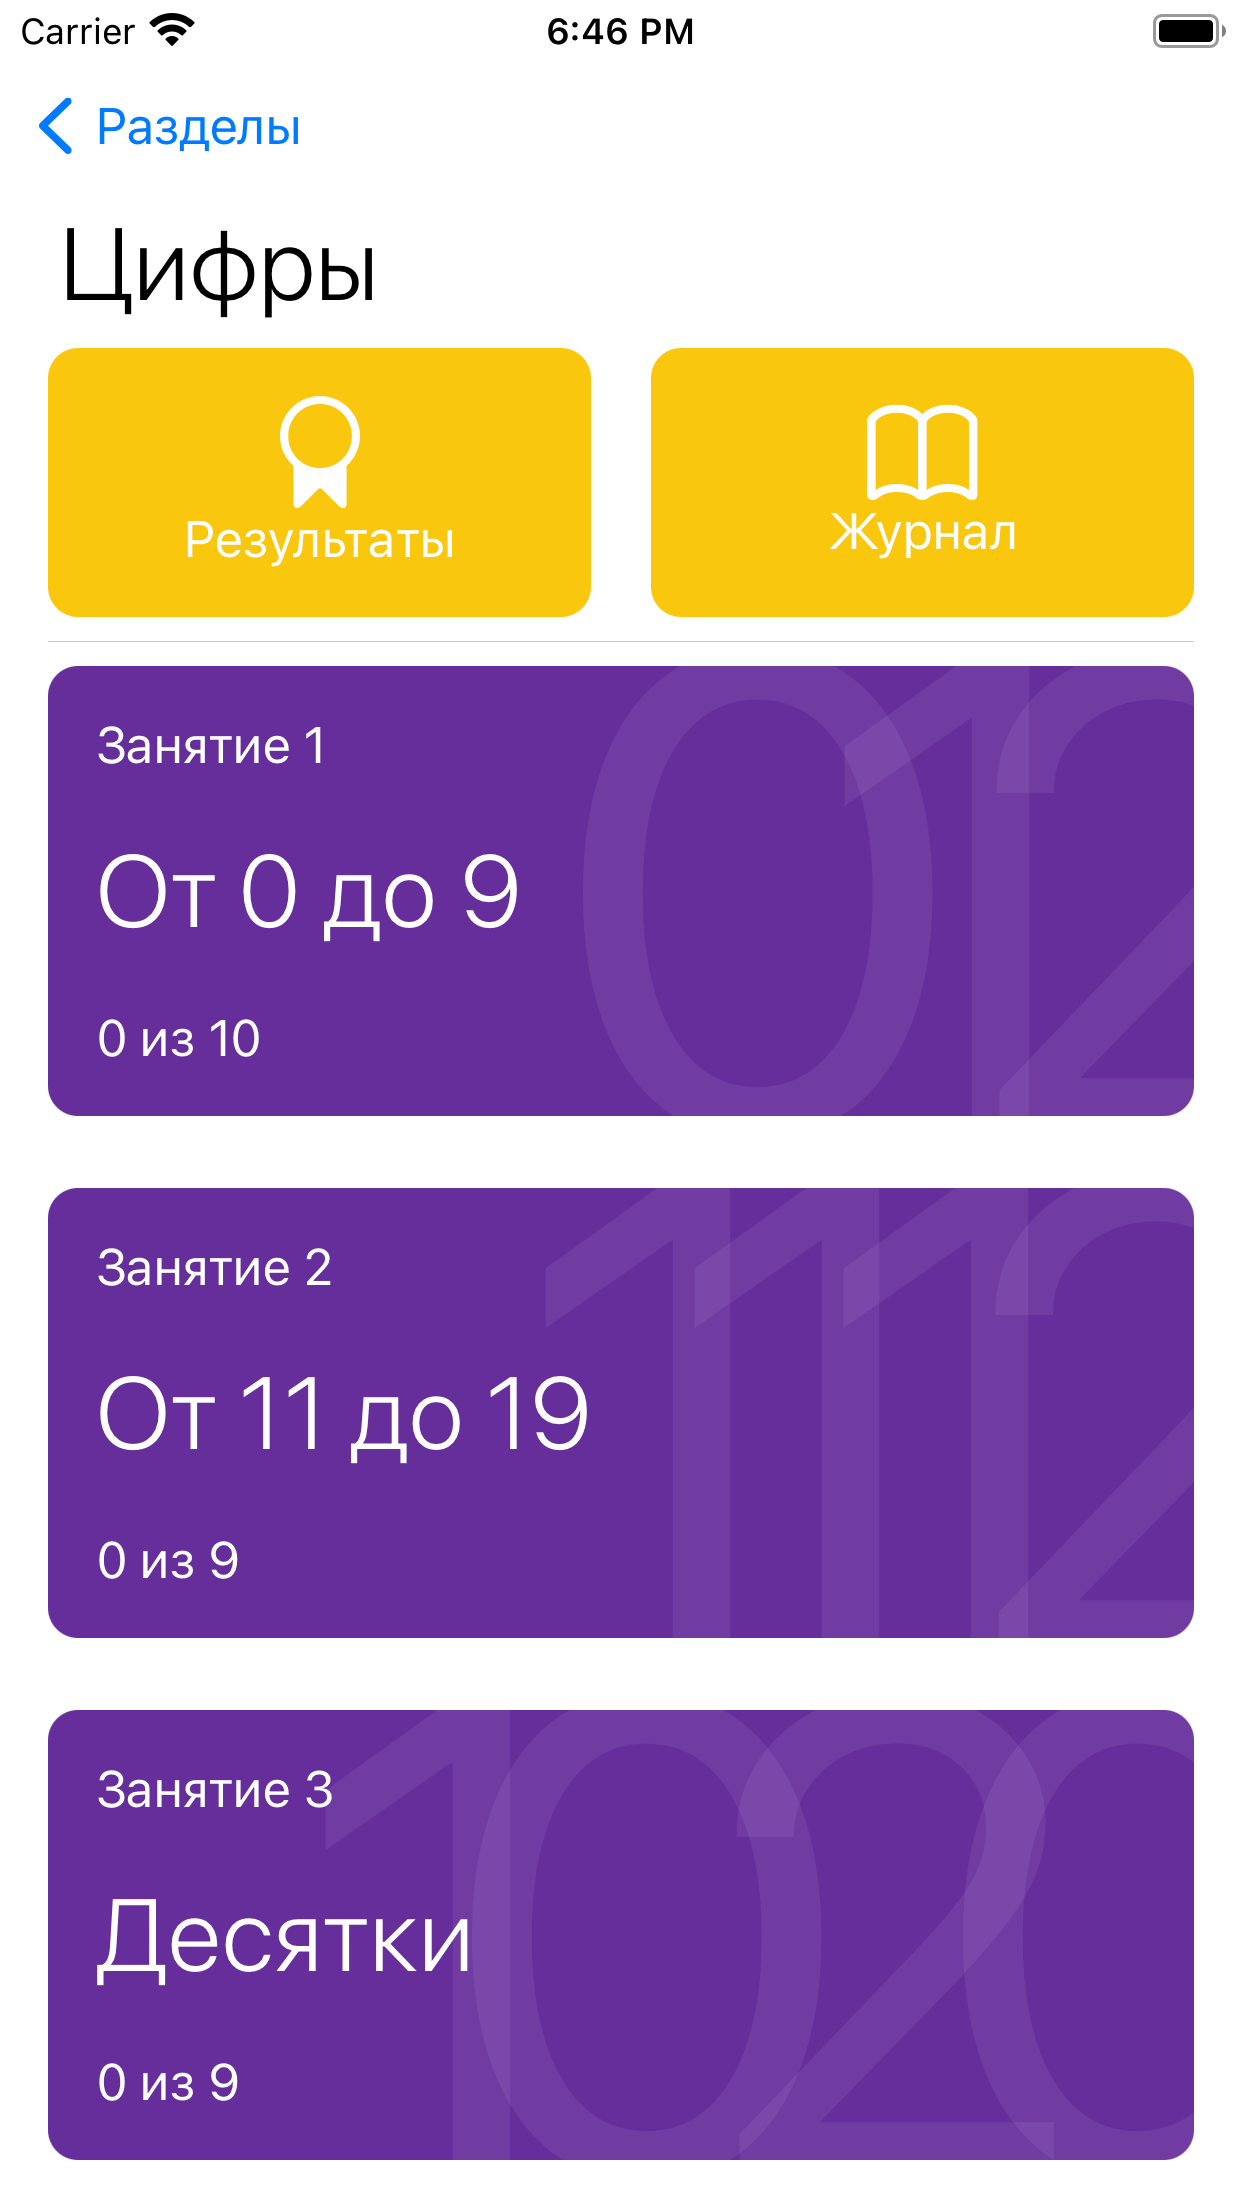 Carrier 6:46 PM
Разделы
Цифры
Результаты
Журнал
012
Занятие 1
От 0 до 9
0 из 10
1112
Занятие 2
От 11 до 19
0 из 9
1020
Занятие 3
Десятки
0 из 9